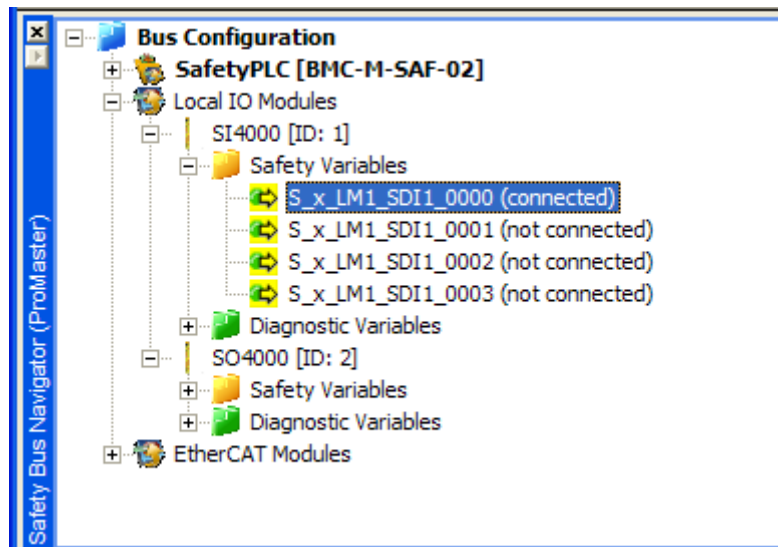 Bus Configuration
SafetyPLC [BMC-M-SAF-02]
Local IO Modules
SI4000 [ID: 1]
Safety Variables
S_x_LM1_SDI1_0000 (connected)
S_x_LM1_SDI1_0001 (not connected)
S_x_LM1_SDI1_0002 (not connected)
S_x_LM1_SDI1_0003 (not connected)
Diagnostic Variables
SO4000 [ID: 2]
Safety Variables
Diagnostic Variables
EtherCAT Modules
Safety Bus Navigator (ProMaster)